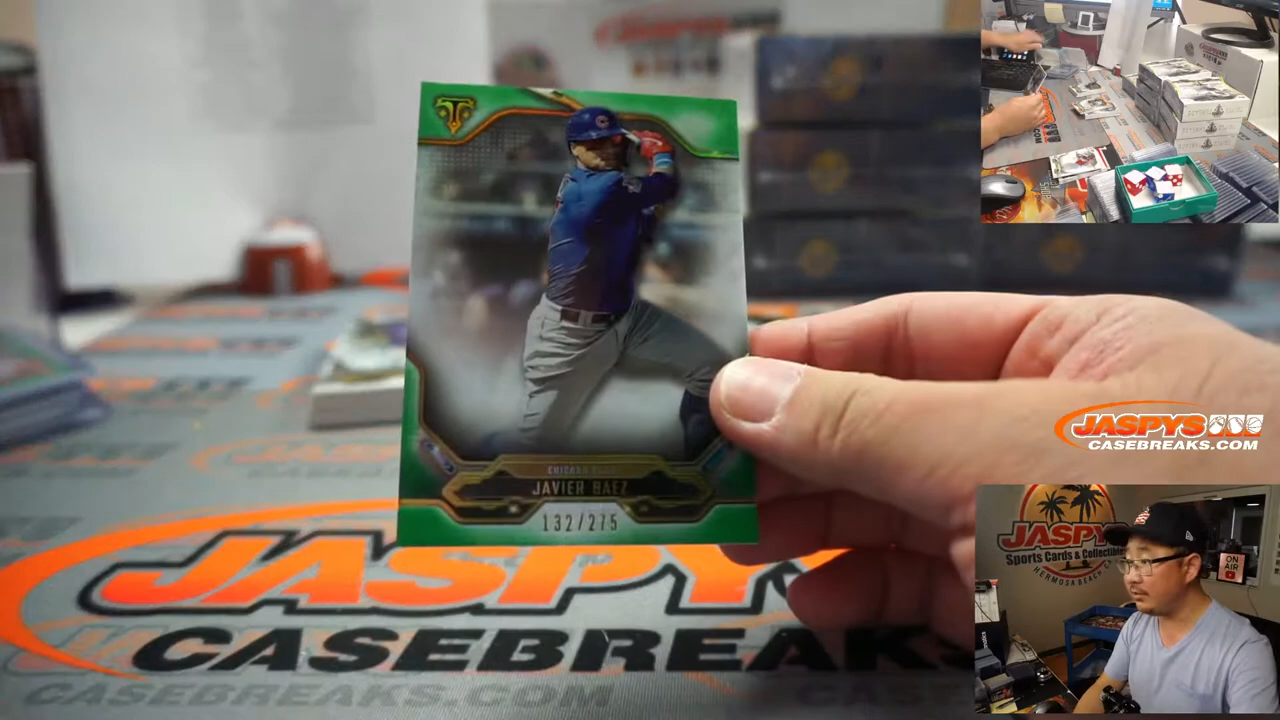 CHICAGO CUBS
JAVIER BAEZ
132/275
JASPYS
CASEBREAKS
CASEBREAKS.COM
JASPYS
CASEBREAKS.COM
JASPYS
Sports Cards & Collectibles
HERMOSA BEACH, CA
ON
AIR